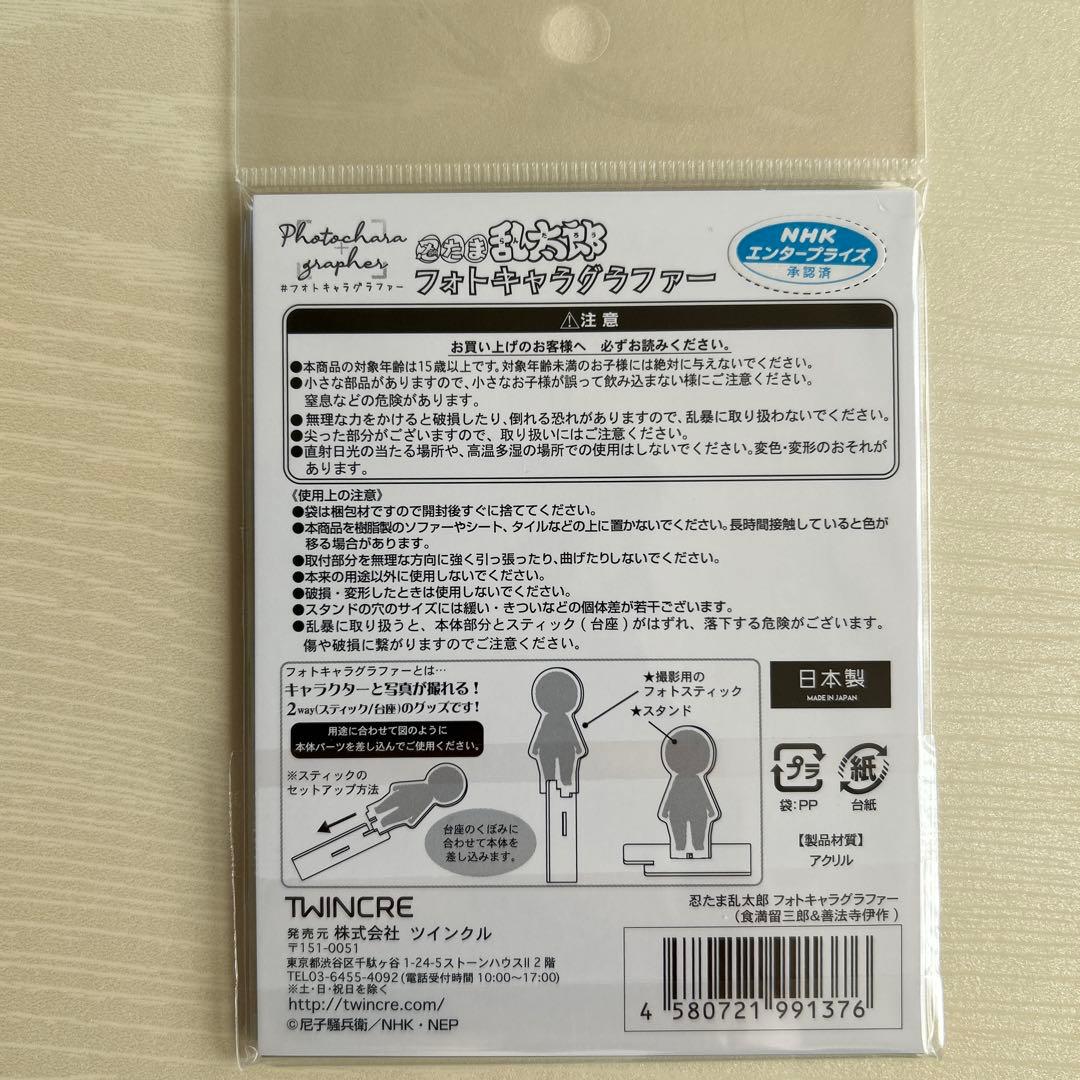 Photochara
+
grapher
#フォトキャラグラファー
忍たま乱太郎
フォトキャラグラファー
NHK
エンタープライズ
承認済
⚠注意
お買い上げのお客様へ 必ずお読みください。
●本商品の対象年齢は15歳以上です。対象年齢未満のお子様には絶対に与えないでください。
●小さな部品がありますので、小さなお子様が誤って飲み込まない様にご注意ください。
窒息などの危険があります。
●無理な力をかけると破損したり、倒れる恐れがありますので、乱暴に取り扱わないでください。
●尖った部分がございますので、取り扱いにはご注意ください。
●直射日光の当たる場所や、高温多湿の場所での使用はしないでください。変色・変形のおそれが
あります。
《使用上の注意》
●袋は梱包材ですので開封後すぐに捨ててください。
●本商品を樹脂製のソファーやシート、タイルなどの上に置かないでください。長時間接触していると色が
移る場合があります。
●取付部分を無理な方向に強く引っ張ったり、曲げたりしないでください。
●本来の用途以外に使用しないでください。
●破損・変形したときは使用しないでください。
●スタンドの穴のサイズには緩い・きついなどの個体差が若干ございます。
●乱暴に取り扱うと、本体部分とスティック(台座)がはずれ、落下する危険がございます。
傷や破損に繋がりますのでご注意ください。
フォトキャラグラファーとは…
キャラクターと写真が撮れる!
2way(スティック/台座)のグッズです!
用途に合わせて図のように
本体パーツを差し込んでご使用ください。
※スティックの
セットアップ方法
台座のくぼみに
合わせて本体を
差し込みます。
★撮影用の
フォトスティック
★スタンド
日本製
MADE IN JAPAN
プラ
袋:PP
紙
台紙
【製品材質】
アクリル
TWINCRE
発売元 株式会社 ツインクル
〒151-0051
東京都渋谷区千駄ヶ谷1-24-5ストーンハウスII 2階
TEL03-6455-4092(電話受付時間 10:00〜17:00)
※土・日・祝日を除く
http://twincre.com/
©尼子騒兵衛/NHK・NEP
忍たま乱太郎 フォトキャラグラファー
(食満留三郎&善法寺伊作)
4 580721 991376